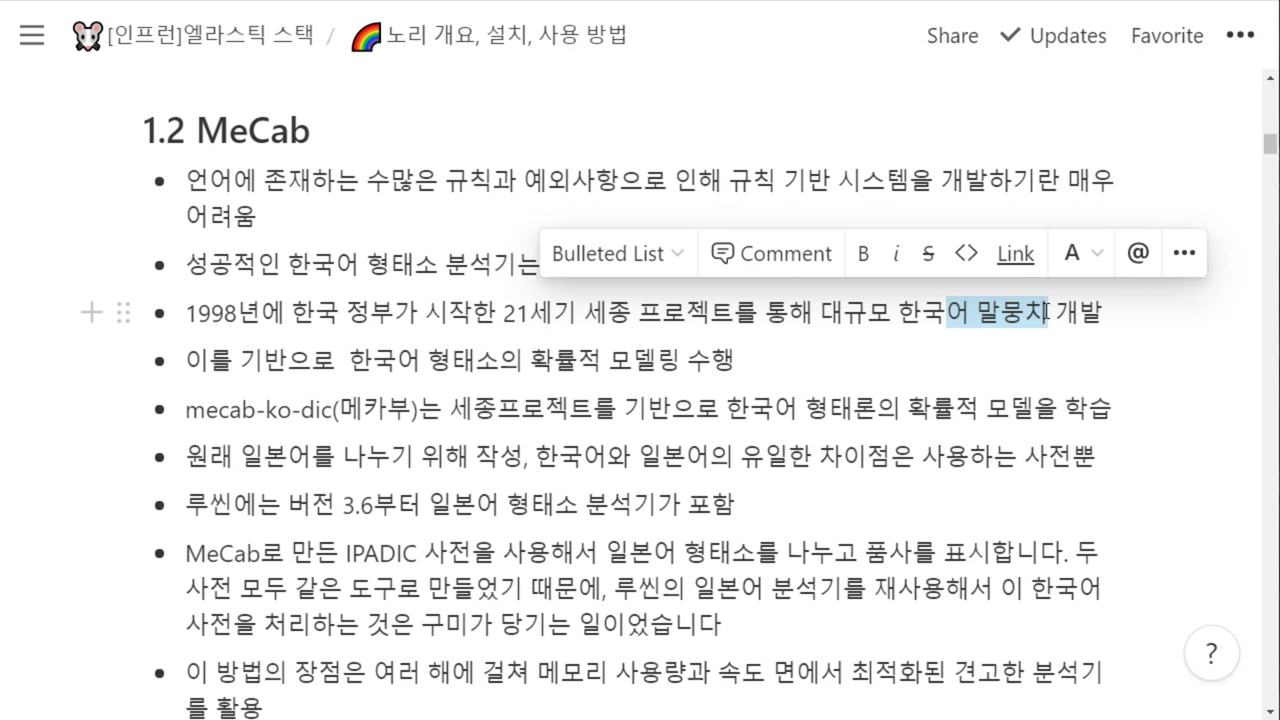 [인프런]엘라스틱 스택 / 노리 개요, 설치, 사용 방법
Share Updates Favorite
1.2 MeCab
언어에 존재하는 수많은 규칙과 예외사항으로 인해 규칙 기반 시스템을 개발하기란 매우
어려움
Bulleted List Comment B i S <> Link A @
성공적인 한국어 형태소 분석기는
1998년에 한국 정부가 시작한 21세기 세종 프로젝트를 통해 대규모 한국어 말뭉치 개발
이를 기반으로 한국어 형태소의 확률적 모델링 수행
mecab-ko-dic(메카부)는 세종프로젝트를 기반으로 한국어 형태론의 확률적 모델을 학습
원래 일본어를 나누기 위해 작성, 한국어와 일본어의 유일한 차이점은 사용하는 사전뿐
루씬에는 버전 3.6부터 일본어 형태소 분석기가 포함
MeCab로 만든 IPADIC 사전을 사용해서 일본어 형태소를 나누고 품사를 표시합니다. 두
사전 모두 같은 도구로 만들었기 때문에, 루씬의 일본어 분석기를 재사용해서 이 한국어
사전을 처리하는 것은 구미가 당기는 일이었습니다
이 방법의 장점은 여러 해에 걸쳐 메모리 사용량과 속도 면에서 최적화된 견고한 분석기
를 활용
?